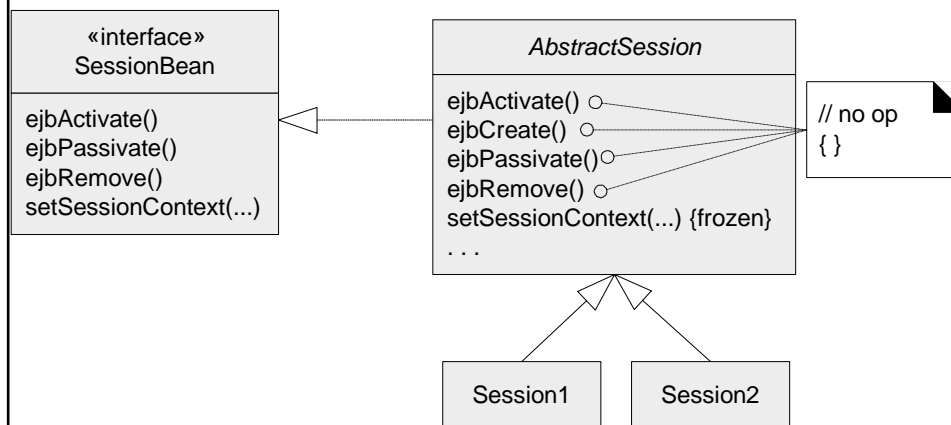 «interface»
SessionBean
ejbActivate()
ejbPassivate()
ejbRemove()
setSessionContext(...)
AbstractSession
ejbActivate()
ejbCreate()
ejbPassivate()
ejbRemove()
setSessionContext(...) {frozen}
. . .
// no op
{ }
Session1
Session2